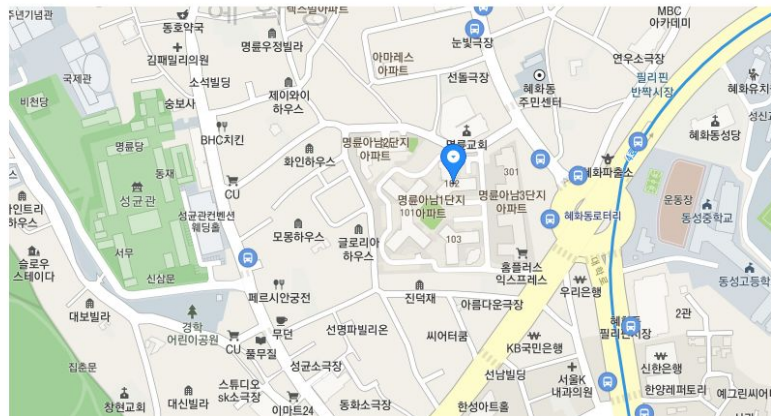 동호약국
김패밀리의원
명륜우정빌라
국제관
소석빌딩
제이와이
하우스
아마레스
아파트
눈빛극장
MBC
아카데미
연우소극장
필리핀
반짝시장
선돌극장
혜화동
주민센터
혜화유치
비천당
숭보사
명륜당
동재
BHC치킨
화인하우스
명륜아남2단지
아파트
명륜교회
혜화동성당
성균관
CU
명륜아남1단지
아파트
101
103
301
명륜아남3단지
아파트
혜화파출소
운동장
동성중학교
혜화동로터리
대학로
서무
성균관컨벤션
웨딩홀
모몽하우스
글로리아
하우스
슬로우
스테이다
신삼문
홈플러스
익스프레스
우리은행
동성고등학
페르시안궁전
진덕재
아름다운극장
대보빌라
경학
어린이공원
무던
선명파빌리온
씨어터쿰
필리핀시장
2관
CU
풀무질
KB국민은행
신한은행
집춘문
성균소극장
선남빌딩
스튜디오
sk소극장
서울K
내과의원
한양레퍼토리
예그린씨어터
창현교회
대신빌라
이마트24
동화소극장
한성아트홀